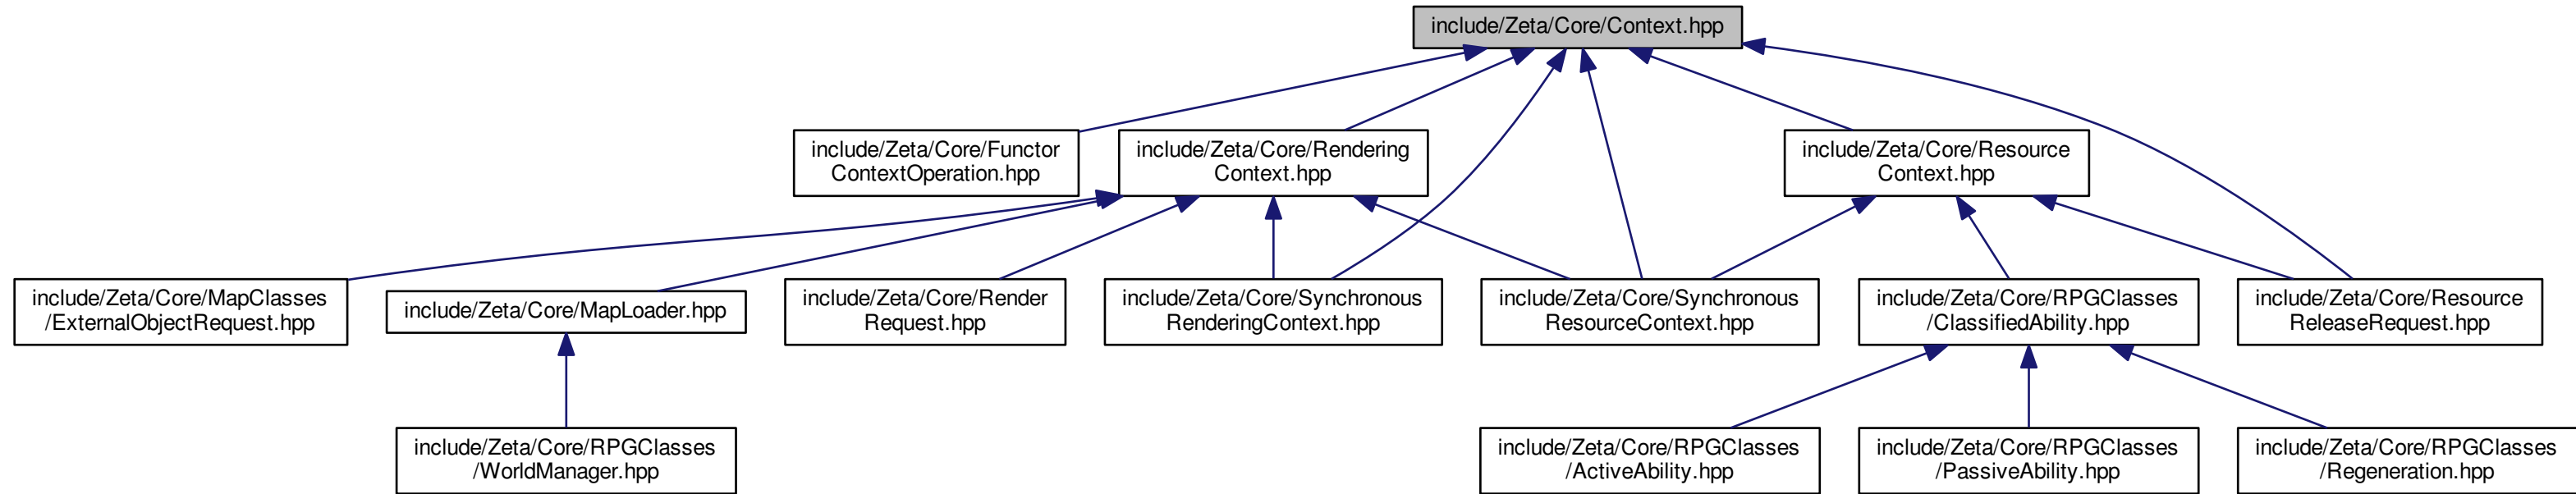 include/Zeta/Core/Context.hpp
include/Zeta/Core/Functor
ContextOperation.hpp
include/Zeta/Core/Rendering
Context.hpp
include/Zeta/Core/Resource
Context.hpp
include/Zeta/Core/MapClasses
/ExternalObjectRequest.hpp
include/Zeta/Core/MapLoader.hpp
include/Zeta/Core/Render
Request.hpp
include/Zeta/Core/Synchronous
RenderingContext.hpp
include/Zeta/Core/Synchronous
ResourceContext.hpp
include/Zeta/Core/RPGClasses
/ClassifiedAbility.hpp
include/Zeta/Core/Resource
ReleaseRequest.hpp
include/Zeta/Core/RPGClasses
/WorldManager.hpp
include/Zeta/Core/RPGClasses
/ActiveAbility.hpp
include/Zeta/Core/RPGClasses
/PassiveAbility.hpp
include/Zeta/Core/RPGClasses
/Regeneration.hpp